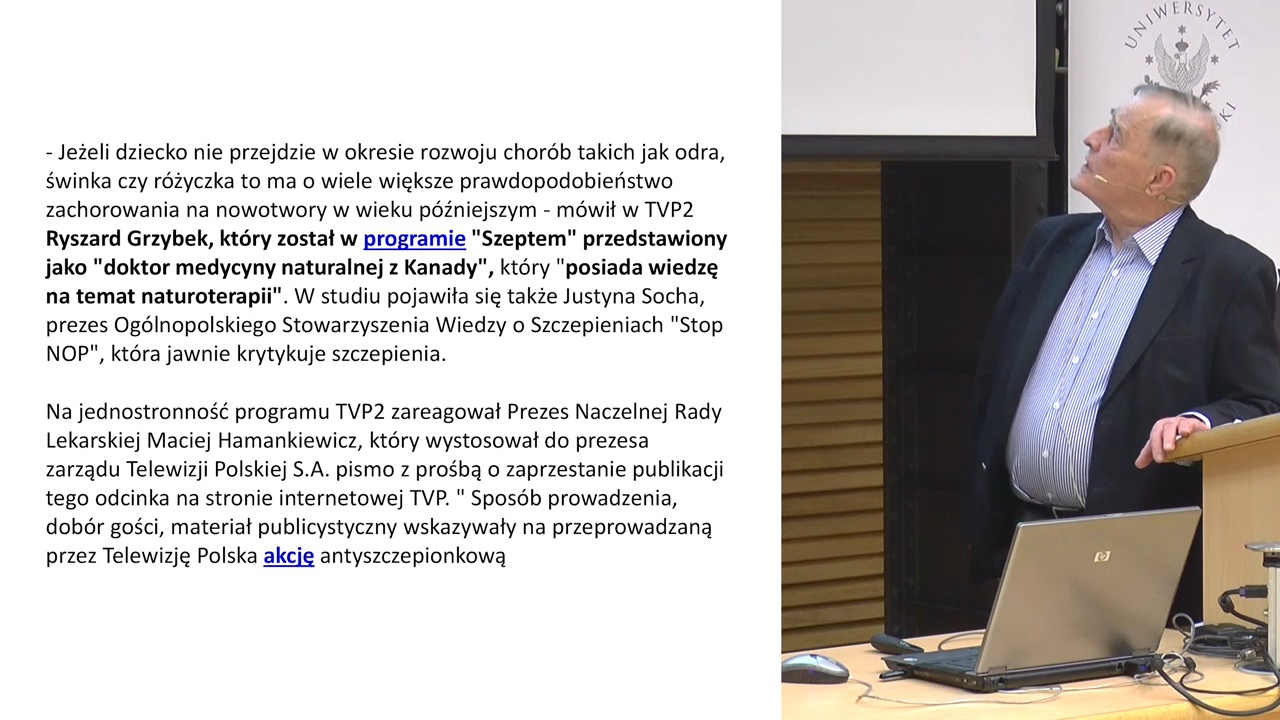 - Jeżeli dziecko nie przejdzie w okresie rozwoju chorób takich jak odra,
świnka czy różyczka to ma o wiele większe prawdopodobieństwo
zachorowania na nowotwory w wieku późniejszym - mówił w TVP2
Ryszard Grzybek, który został w programie "Szeptem" przedstawiony
jako "doktor medycyny naturalnej z Kanady", który "posiada wiedzę
na temat naturoterapii". W studiu pojawiła się także Justyna Socha,
prezes Ogólnopolskiego Stowarzyszenia Wiedzy o Szczepieniach "Stop
NOP", która jawnie krytykuje szczepienia.
Na jednostronność programu TVP2 zareagował Prezes Naczelnej Rady
Lekarskiej Maciej Hamankiewicz, który wystosował do prezesa
zarządu Telewizji Polskiej S.A. pismo z prośbą o zaprzestanie publikacji
tego odcinka na stronie internetowej TVP. " Sposób prowadzenia,
dobór gości, materiał publicystyczny wskazywały na przeprowadzaną
przez Telewizję Polska akcję antyszczepionkową
UNIWERSYTET
hp